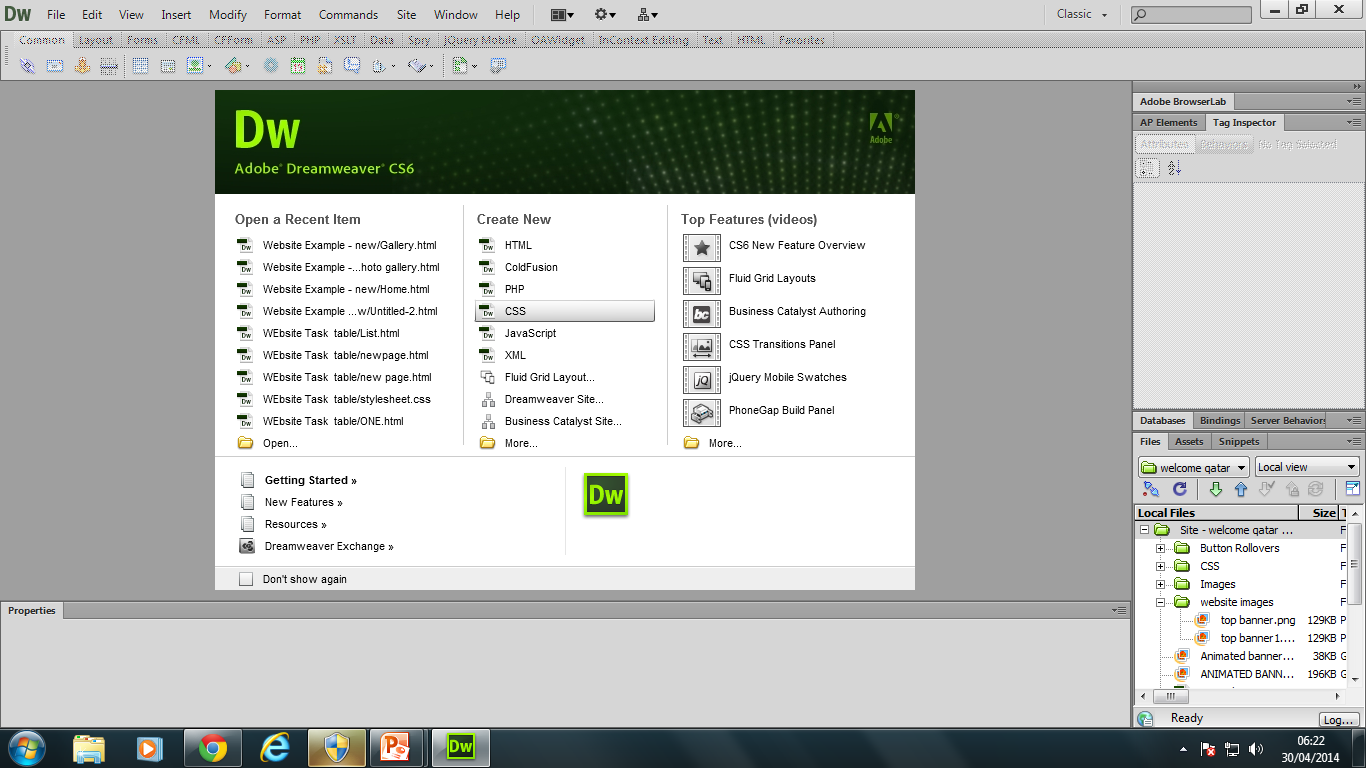 Dw File Edit View Insert Modify Format Commands Site Window Help Classic
Common Layout Forms CFML CFForm ASP PHP XSLT Data Spry jQuery Mobile OAWidget InContext Editing Text HTML Favorites
Dw
Adobe® Dreamweaver® CS6
Adobe
Open a Recent Item
Website Example - new/Gallery.html
Website Example -...hoto gallery.html
Website Example - new/Home.html
Website Example ...w/Untitled-2.html
WEbsite Task table/List.html
WEbsite Task table/newpage.html
WEbsite Task table/new page.html
WEbsite Task table/stylesheet.css
WEbsite Task table/ONE.html
Open...
Create New
HTML
ColdFusion
PHP
CSS
JavaScript
XML
Fluid Grid Layout...
Dreamweaver Site...
Business Catalyst Site...
More...
Top Features (videos)
CS6 New Feature Overview
Fluid Grid Layouts
bc Business Catalyst Authoring
CSS Transitions Panel
jQ jQuery Mobile Swatches
PhoneGap Build Panel
More...
Getting Started »
New Features »
Resources »
Dreamweaver Exchange »
Dw
Don't show again
Properties
Adobe BrowserLab
AP Elements Tag Inspector
Attributes Behaviors No Tag Selected
Databases Bindings Server Behaviors
Files Assets Snippets
welcome qatar Local view
Local Files Size T
Site - welcome qatar ... F
Button Rollovers F
CSS F
Images F
website images F
top banner.png 129KB P
top banner1.... 129KB P
Animated banner... 38KB G
ANIMATED BANN... 196KB G
Ready Log...
Dw
06:22
30/04/2014